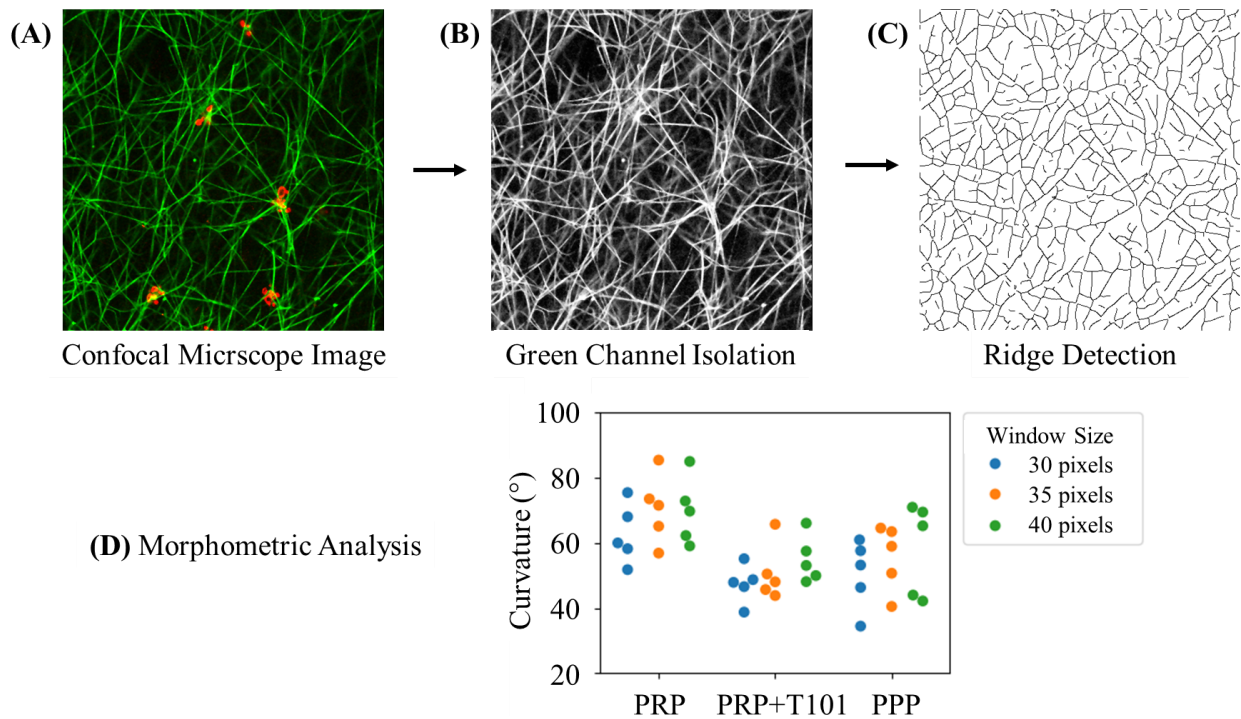 (A)
(B)
(C)
Confocal Micrscope Image
Green Channel Isolation
Ridge Detection
(D) Morphometric Analysis
Curvature (°)
100
80
60
40
20
PRP
PRP+T101
PPP
Window Size
30 pixels
35 pixels
40 pixels